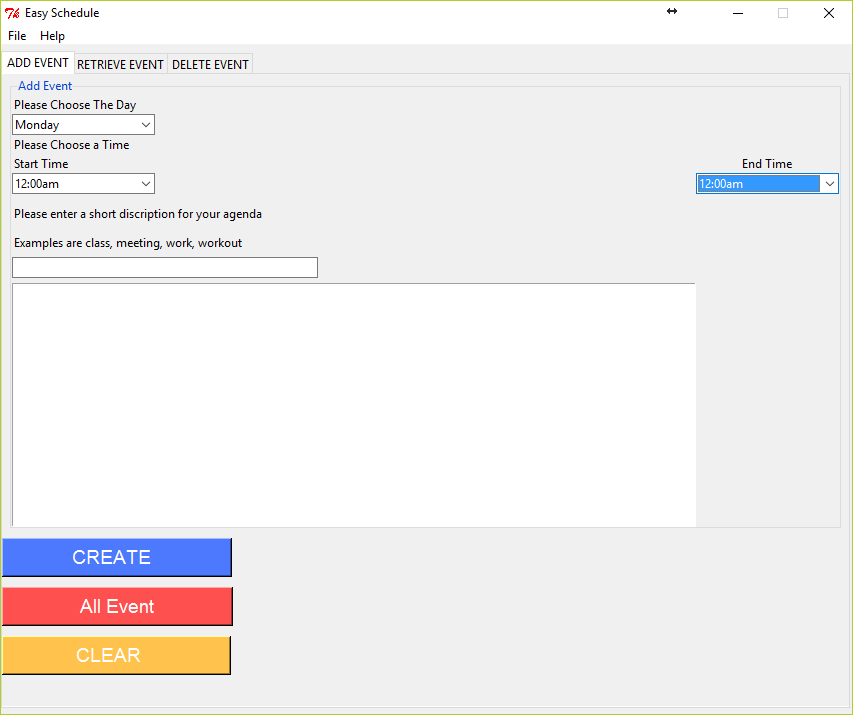 Easy Schedule
File Help
ADD EVENT RETRIEVE EVENT DELETE EVENT
Add Event
Please Choose The Day
Monday
Please Choose a Time
Start Time End Time
12:00am 12:00am
Please enter a short discription for your agenda
Examples are class, meeting, work, workout
CREATE
All Event
CLEAR